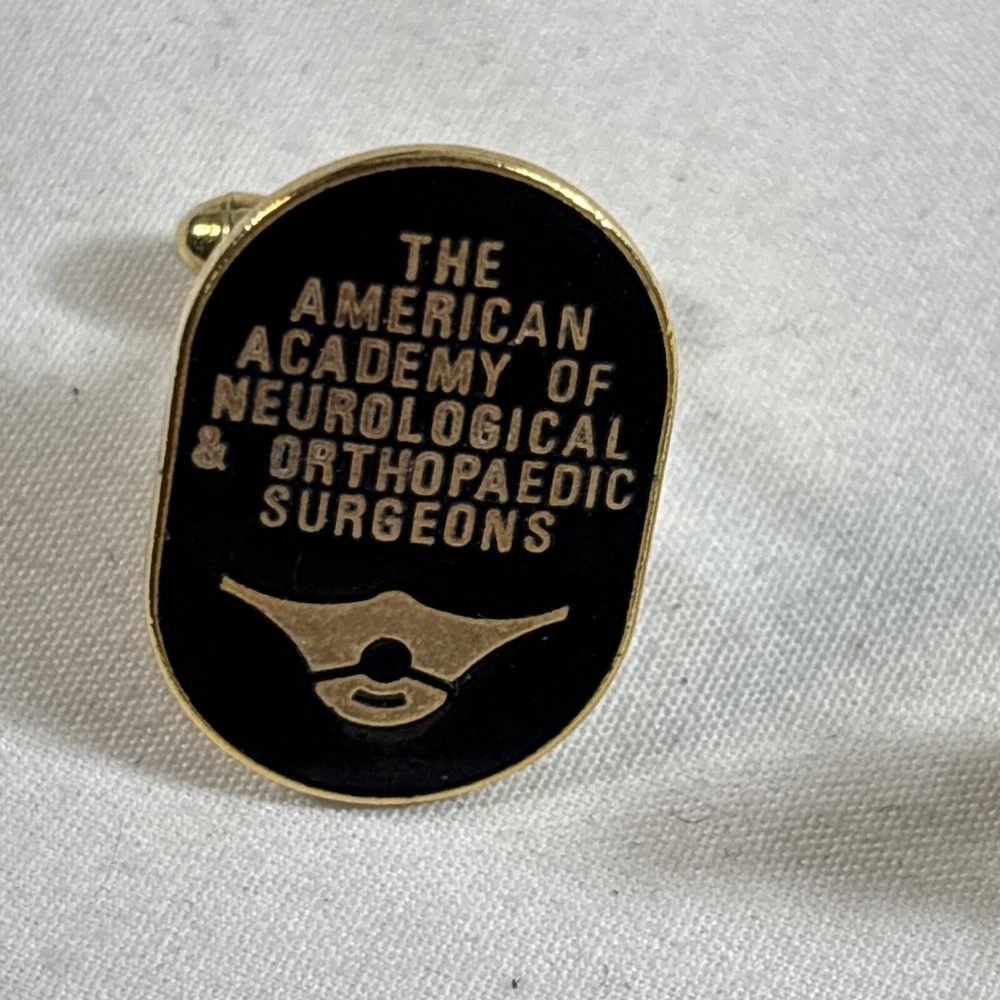 THE
AMERICAN
ACADEMY OF
NEUROLOGICAL
& ORTHOPAEDIC
SURGEONS